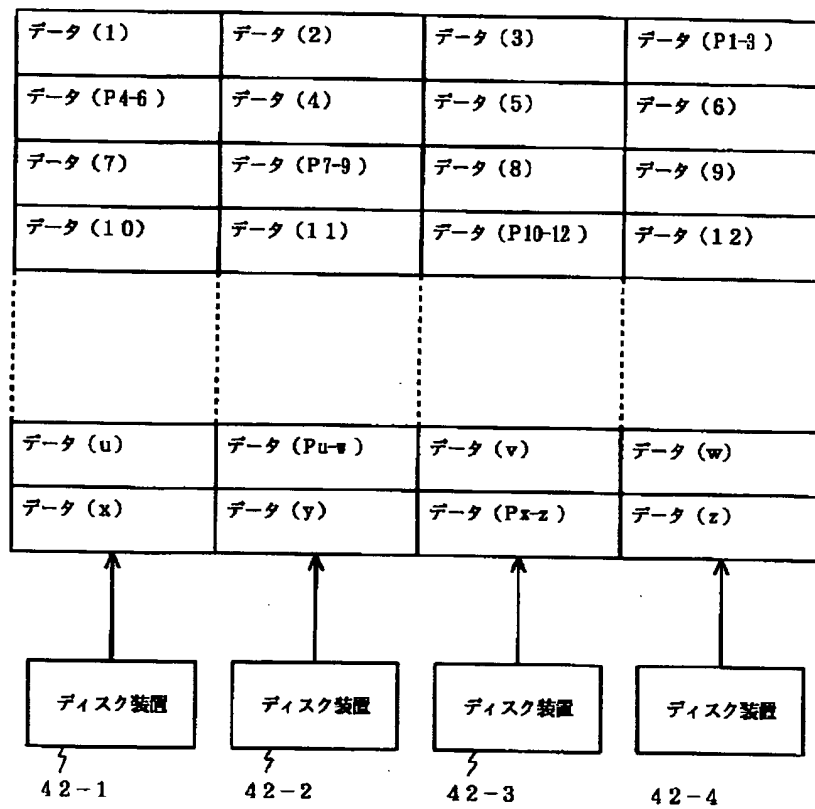 データ (1) データ (2) データ (3) データ (P1-3)
データ (P4-6) データ (4) データ (5) データ (6)
データ (7) データ (P7-9) データ (8) データ (9)
データ (10) データ (11) データ (P10-12) データ (12)
データ (u) データ (Pu-w) データ (v) データ (w)
データ (x) データ (y) データ (Px-z) データ (z)
ディスク装置 ディスク装置 ディスク装置 ディスク装置
42-1 42-2 42-3 42-4